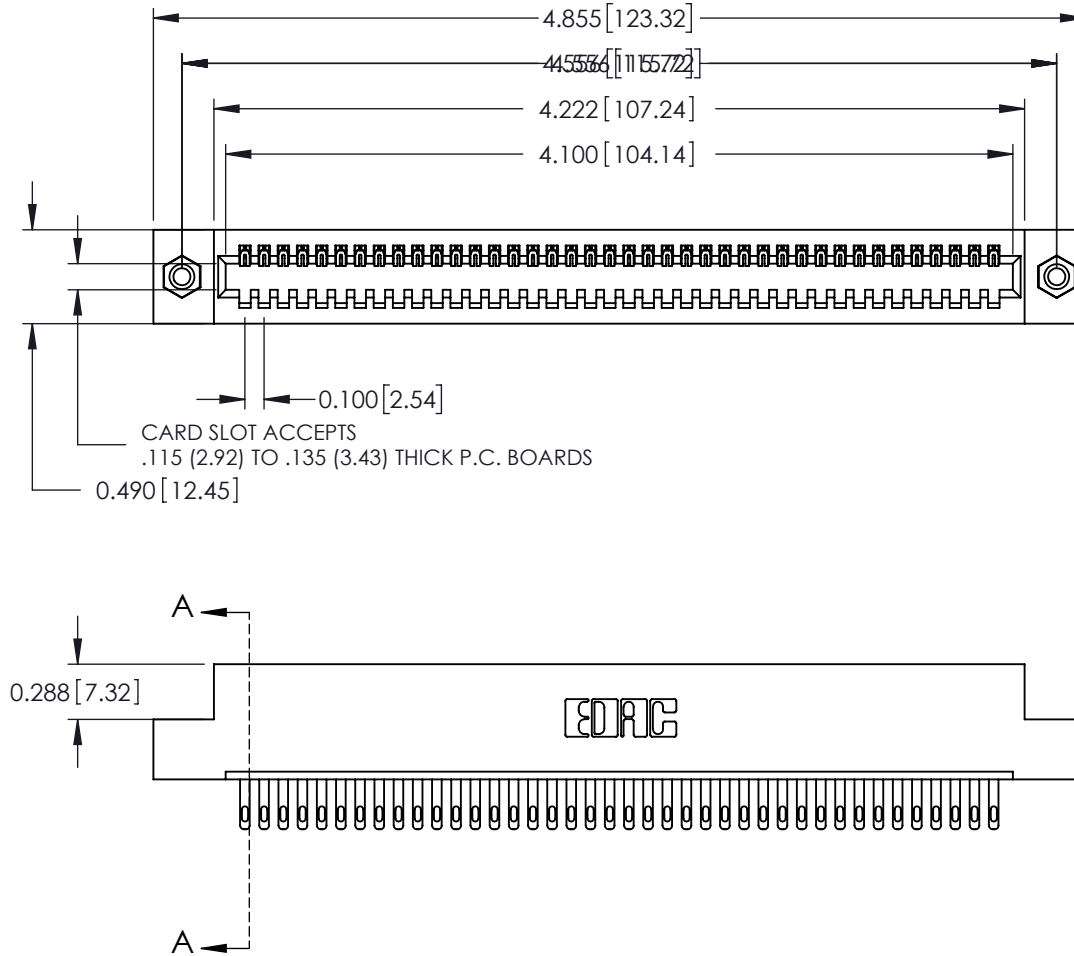 4.855[123.32]
4.222[107.24]
4.100[104.14]
0.100[2.54]
CARD SLOT ACCEPTS
.115 (2.92) TO .135 (3.43) THICK P.C. BOARDS
0.490[12.45]
A
0.288[7.32]
EDAC
A